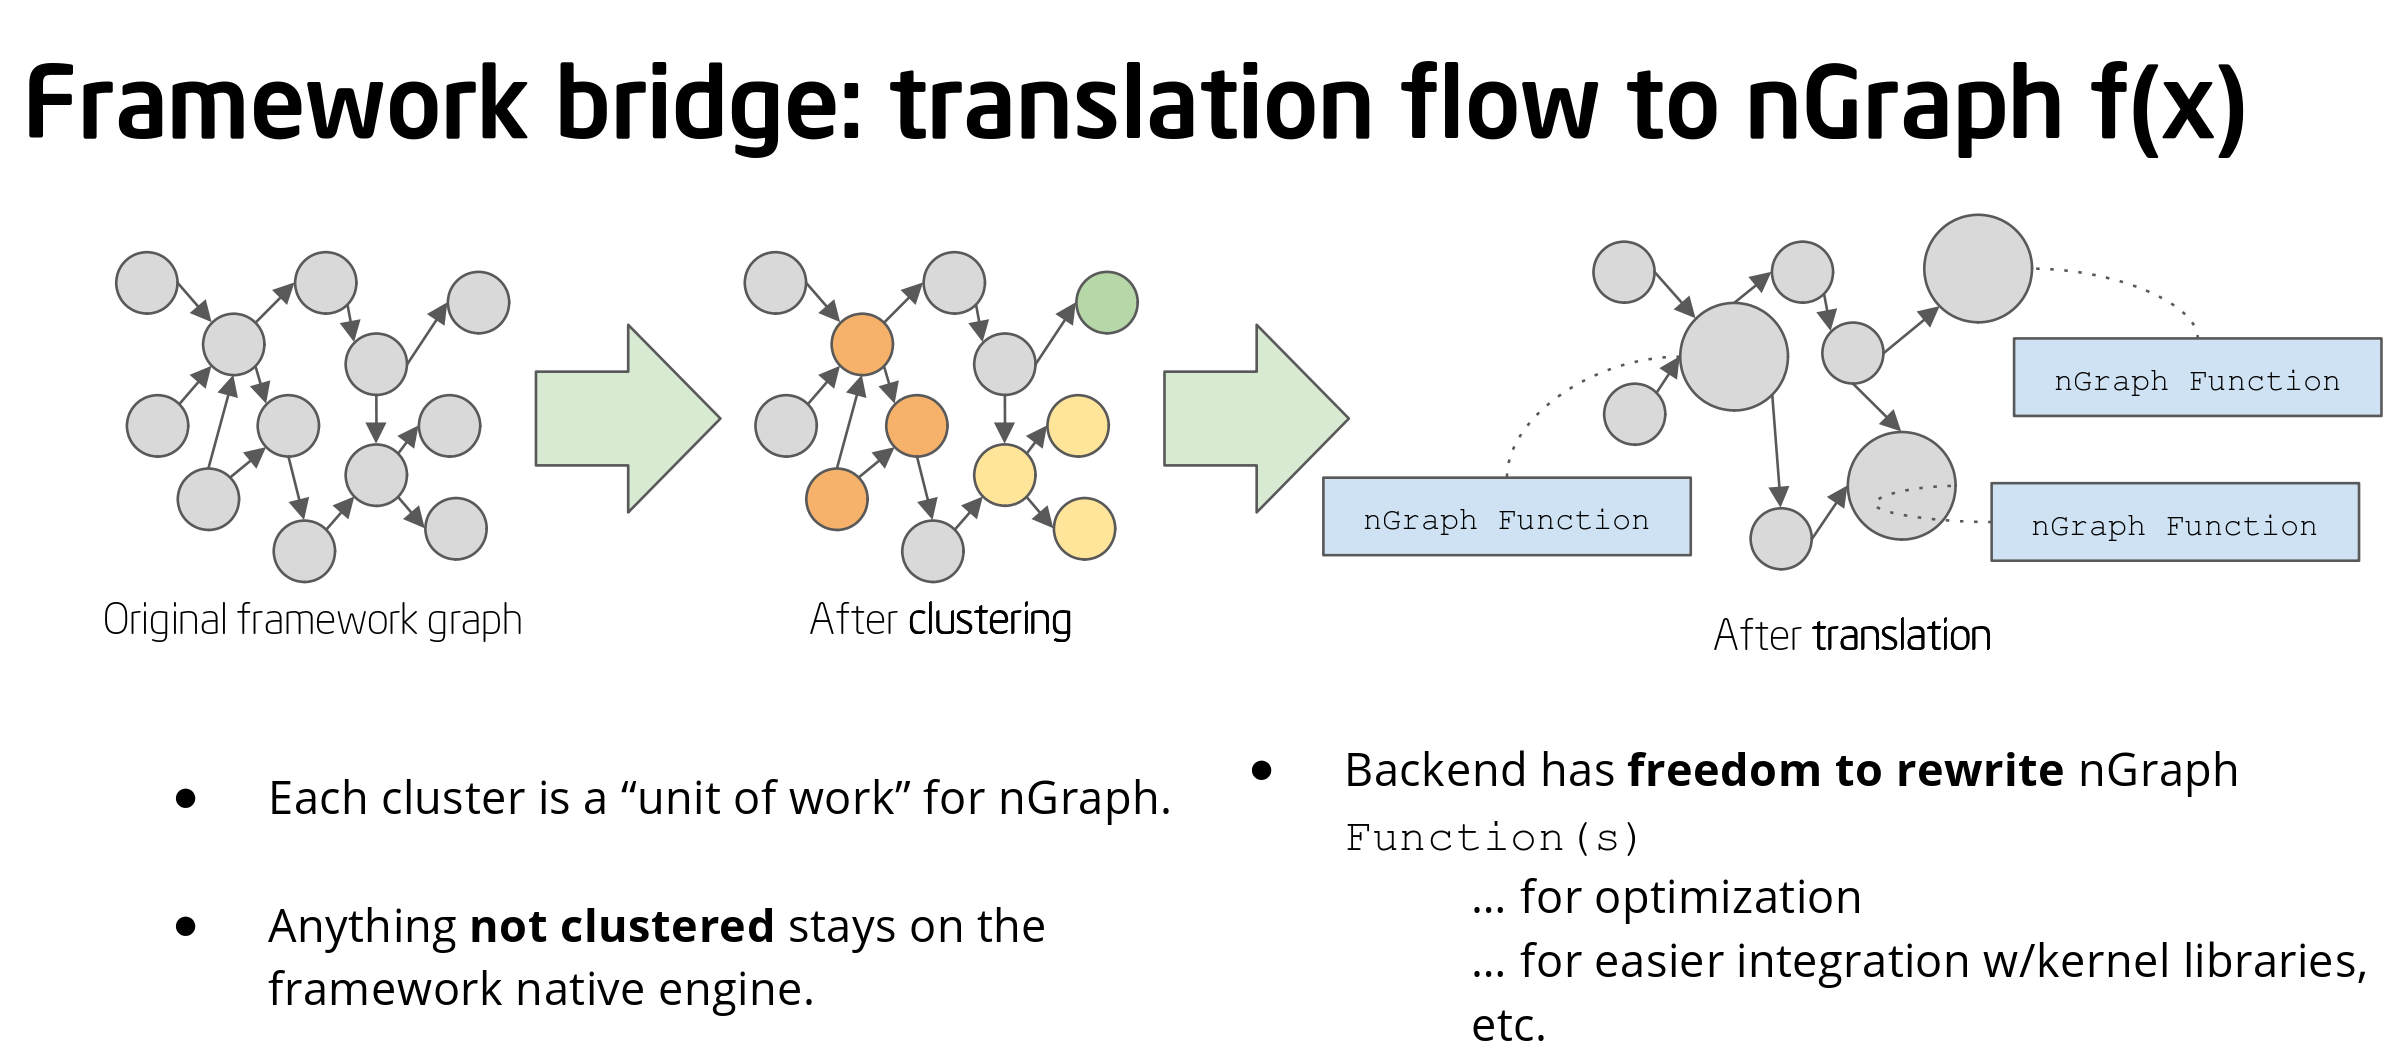 Framework bridge: translation flow to nGraph f(x)
nGraph Function
nGraph Function
nGraph Function
Original framework graph
After clustering
After translation
● Each cluster is a “unit of work” for nGraph.
● Anything not clustered stays on the
framework native engine.
● Backend has freedom to rewrite nGraph
Function(s)
… for optimization
… for easier integration w/kernel libraries,
etc.